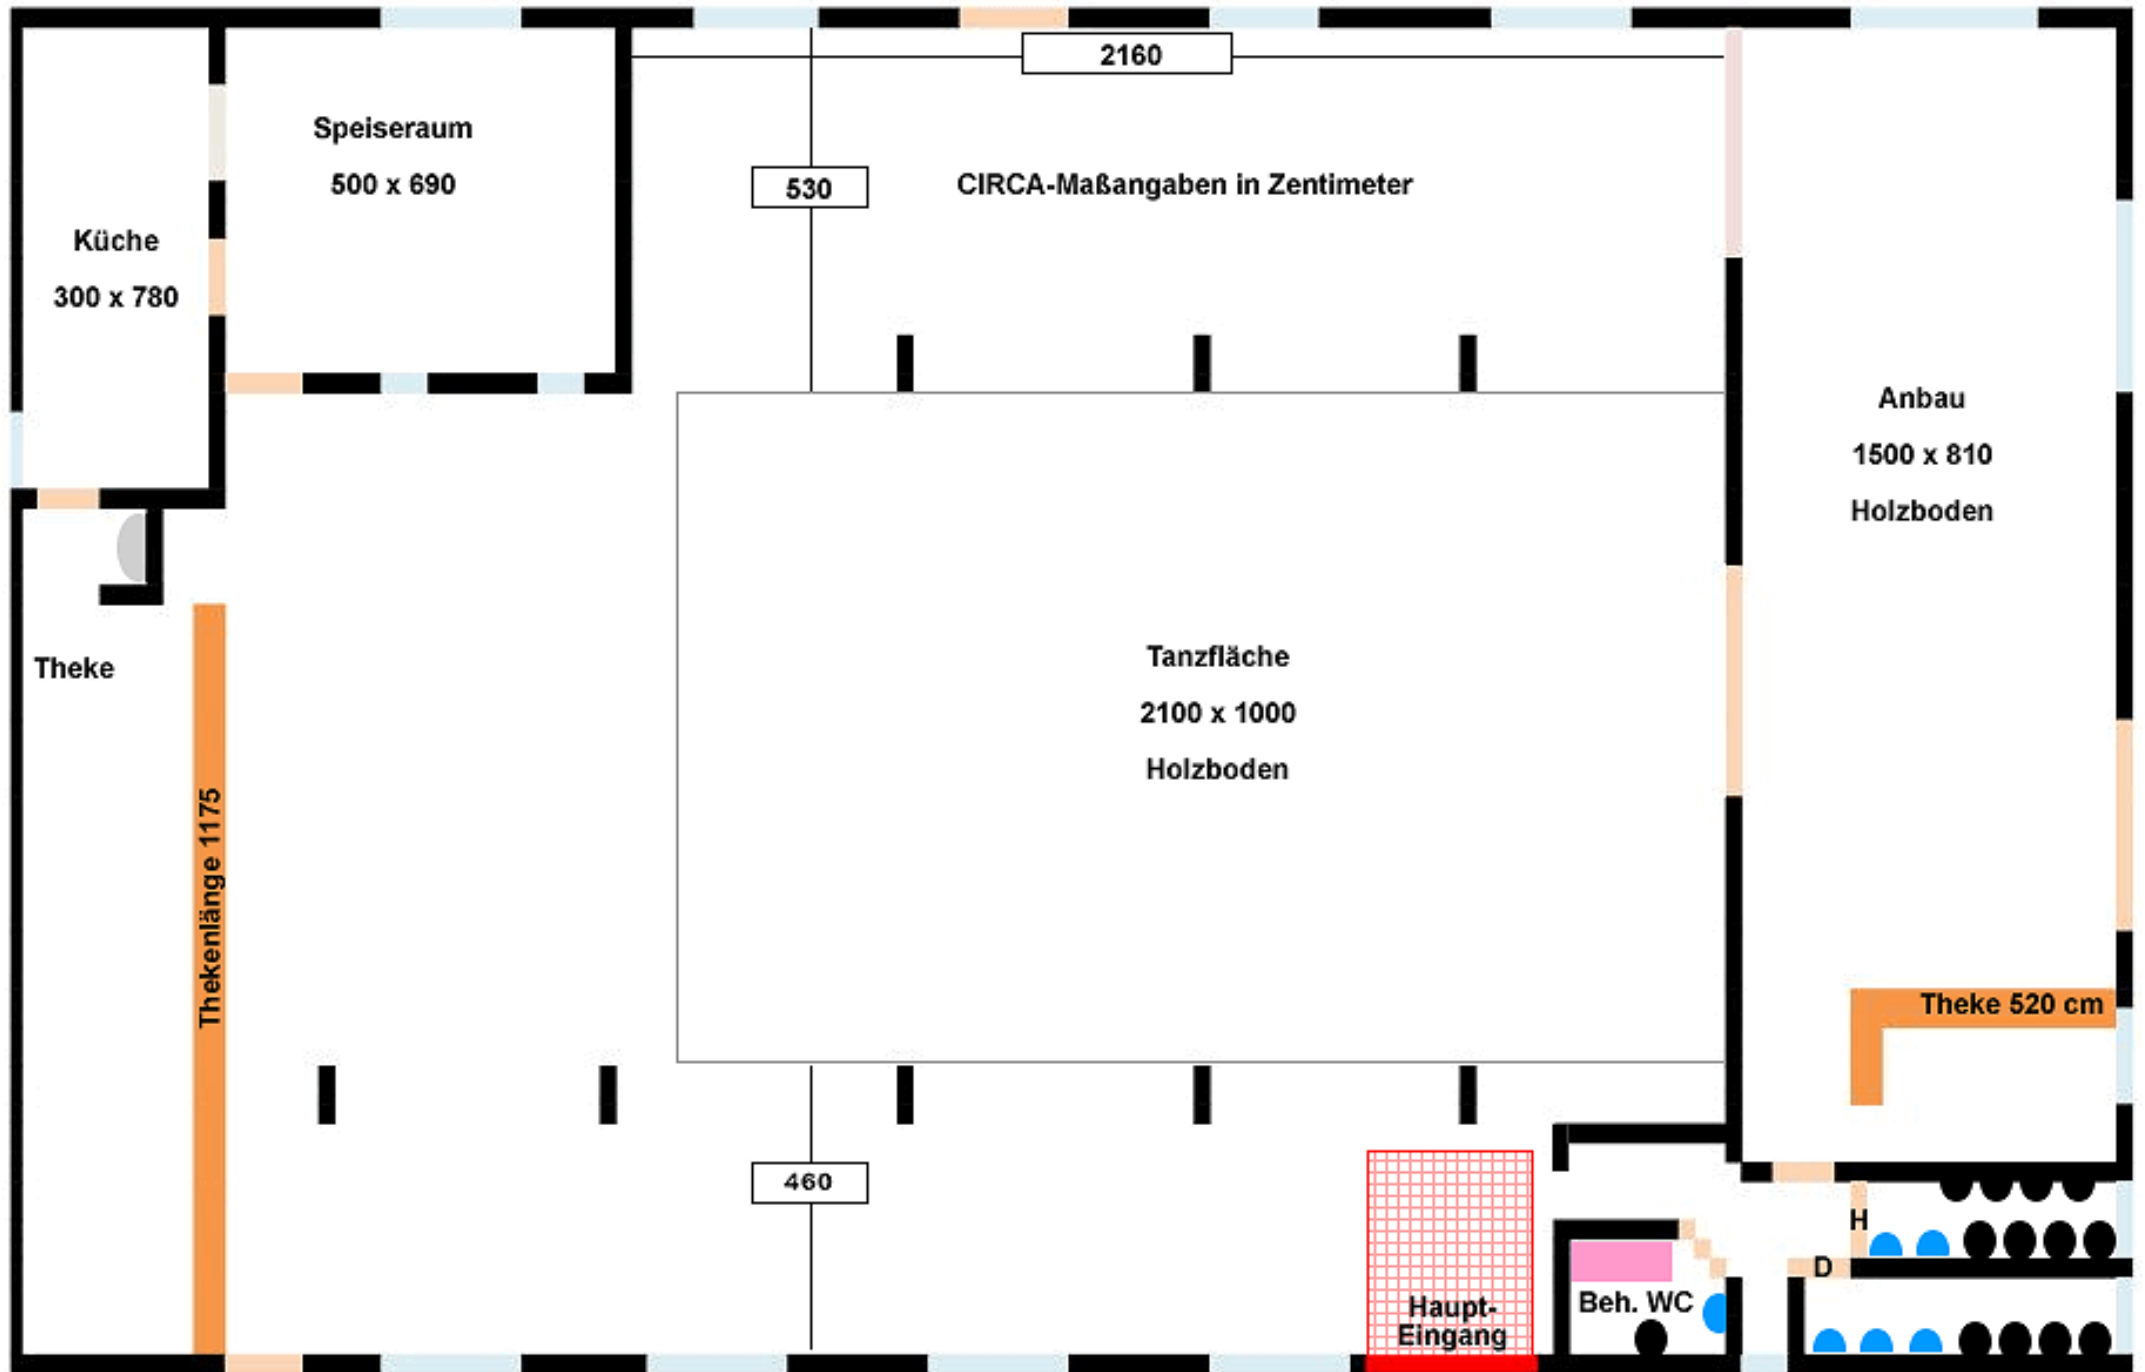 2160
Speiseraum
500 x 690
530
CIRCA-Maßangaben in Zentimeter
Küche
300 x 780
Anbau
1500 x 810
Holzboden
Theke
Tanzfläche
2100 x 1000
Holzboden
Thekenlänge 1175
Theke 520 cm
460
H
D
Haupt-
Eingang
Beh. WC